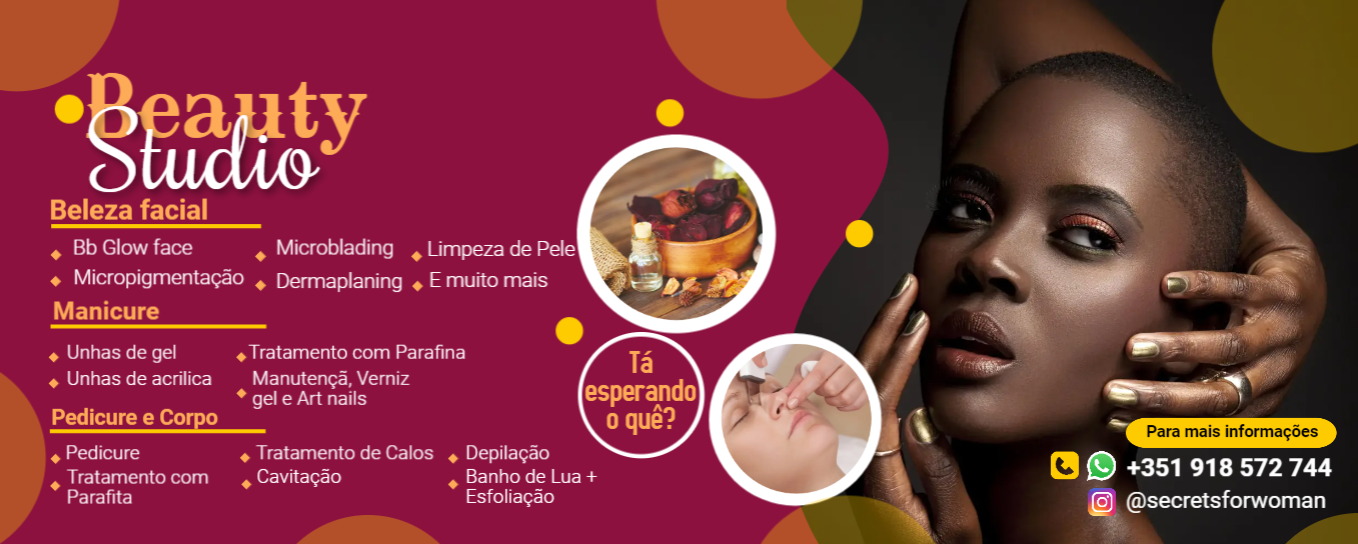 Beauty
Studio
Beleza facial
Bb Glow face
Microblading
Limpeza de Pele
Micropigmentação
Dermaplaning
E muito mais
Manicure
Unhas de gel
Tratamento com Parafina
Unhas de acrilica
Manutençã, Verniz
gel e Art nails
Pedicure e Corpo
Pedicure
Tratamento de Calos
Depilação
Tratamento com
Parafita
Cavitação
Banho de Lua +
Esfoliação
Tá
esperando
o quê?
Para mais informações
+351 918 572 744
@secretsforwoman